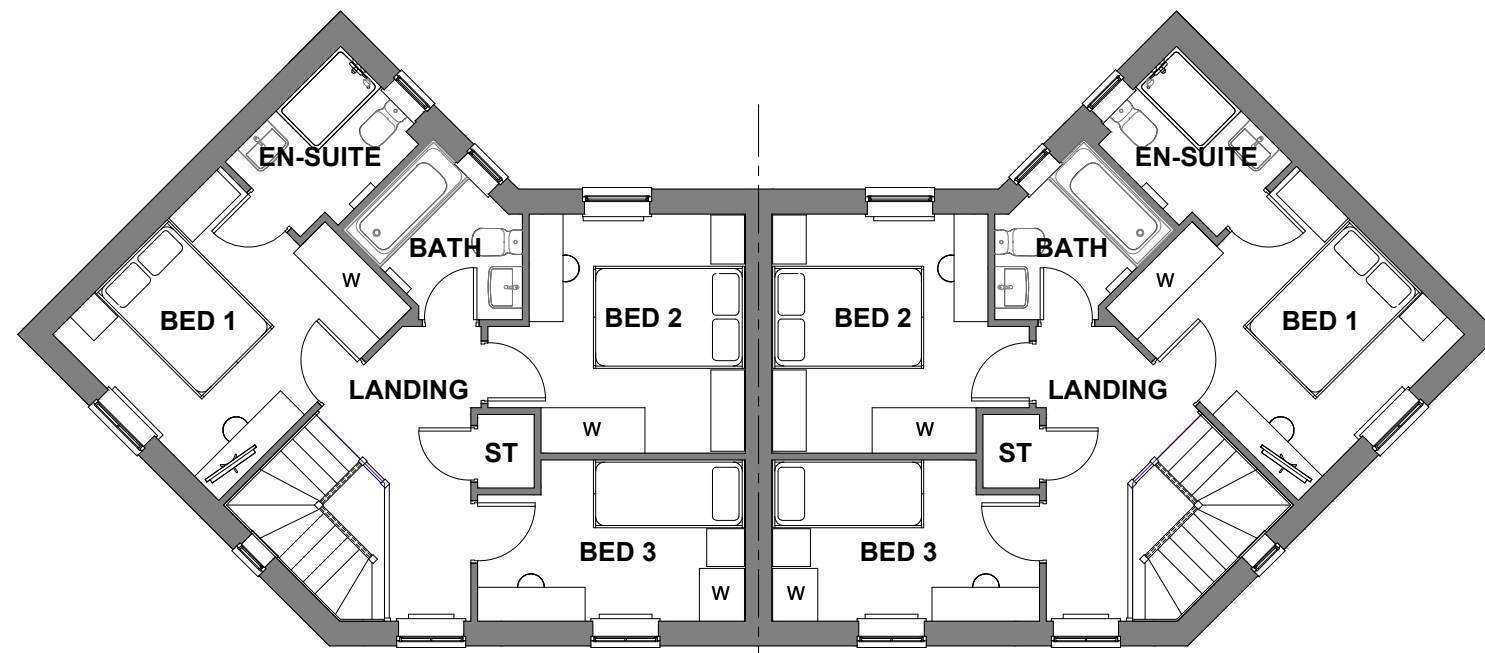 EN-SUITE
EN-SUITE
BATH
BATH
W
W
BED 1
BED 2
BED 2
BED 1
LANDING
LANDING
W
W
ST
ST
BED 3
BED 3
W
W